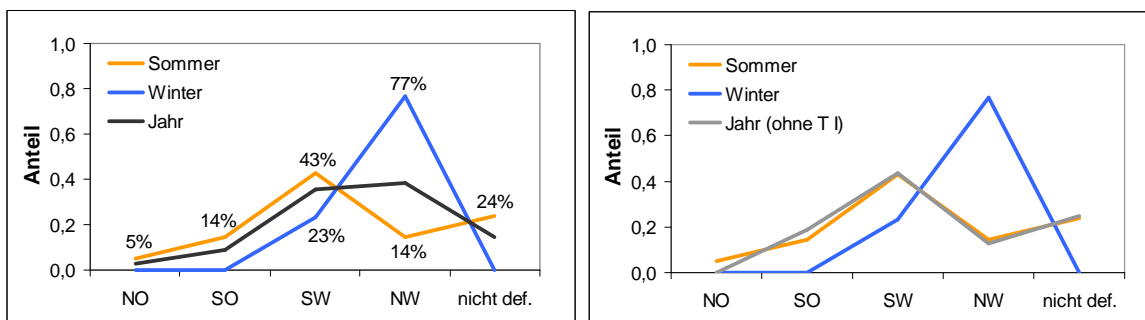 1,0
Sommer
Winter
77%
0,8
Jahr
0,6
Anteil
43%
0,4
24%
14%
0,2
5%
23%
14%
0,0
NO SO SW NW nicht def.
1,0
Sommer
0,8
Winter
Jahr (ohne T I)
0,6
Anteil
0,4
0,2
0,0
NO SO SW NW nicht def.